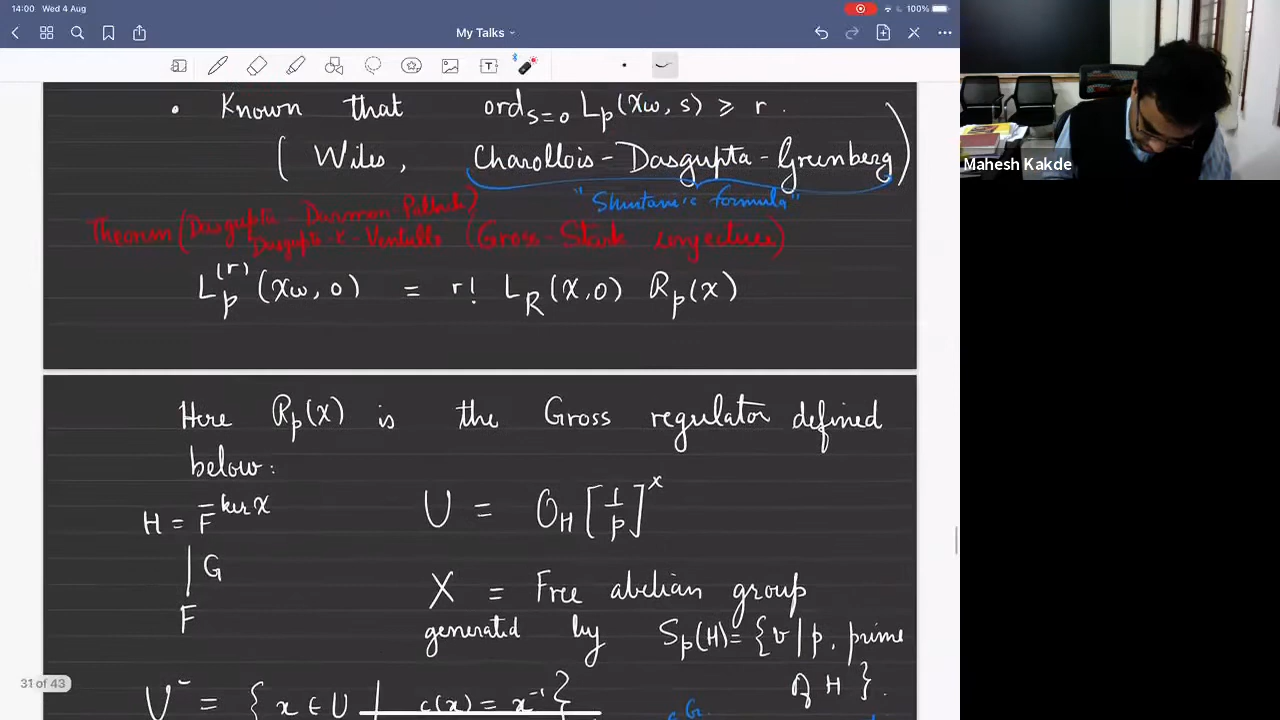 14:00 Wed 4 Aug
100%
My Talks
• Known that ord_{s=0} L_p(χω, s) ⩾ r .
( Wiles, Charollois-Dasgupta-Greenberg )
"Shintani's formula"
Theorem (Dasgupta-Darmon-Pollack
Dasgupta-K-Ventullo) (Gross-Stark conjecture)
L_p^{(r)}(χω, 0) = r! L_R(χ,0) R_p(χ)
Here R_p(χ) is the Gross regulator defined
below:
H = F̄^{ker χ}
| G
F
U = O_H[1/p]^×
X = Free abelian group
generated by S_p(H) = {v | p, prime
of H }.
U^- = { x ∈ U | c(x) = x^{-1} }
31 of 43
Mahesh Kakde